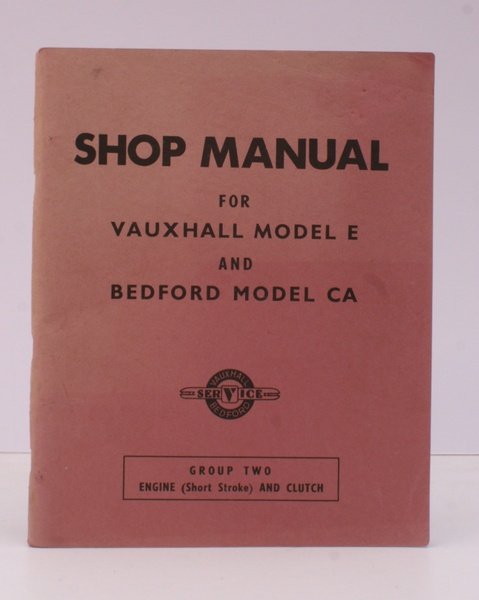 SHOP MANUAL
FOR
VAUXHALL MODEL E
AND
BEDFORD MODEL CA
VAUXHALL
SERVICE
BEDFORD
GROUP TWO
ENGINE (Short Stroke) AND CLUTCH